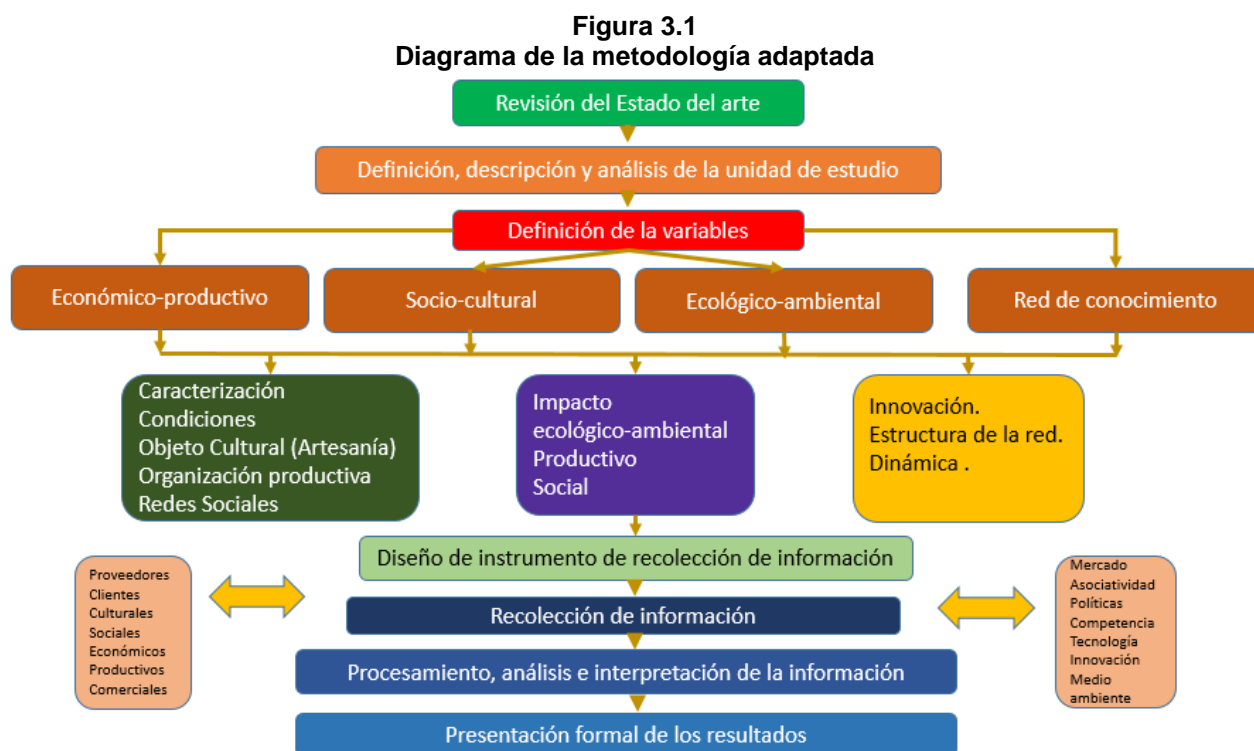 Figura 3.1
Diagrama de la metodología adaptada
Revisión del Estado del arte
Definición, descripción y análisis de la unidad de estudio
Definición de la variables
Económico-productivo
Socio-cultural
Ecológico-ambiental
Red de conocimiento
Caracterización
Condiciones
Objeto Cultural (Artesanía)
Organización productiva
Redes Sociales
Impacto
ecológico-ambiental
Productivo
Social
Innovación.
Estructura de la red.
Dinámica .
Diseño de instrumento de recolección de información
Proveedores
Clientes
Culturales
Sociales
Económicos
Productivos
Comerciales
Recolección de información
Mercado
Asociatividad
Políticas
Competencia
Tecnología
Innovación
Medio
ambiente
Procesamiento, análisis e interpretación de la información
Presentación formal de los resultados